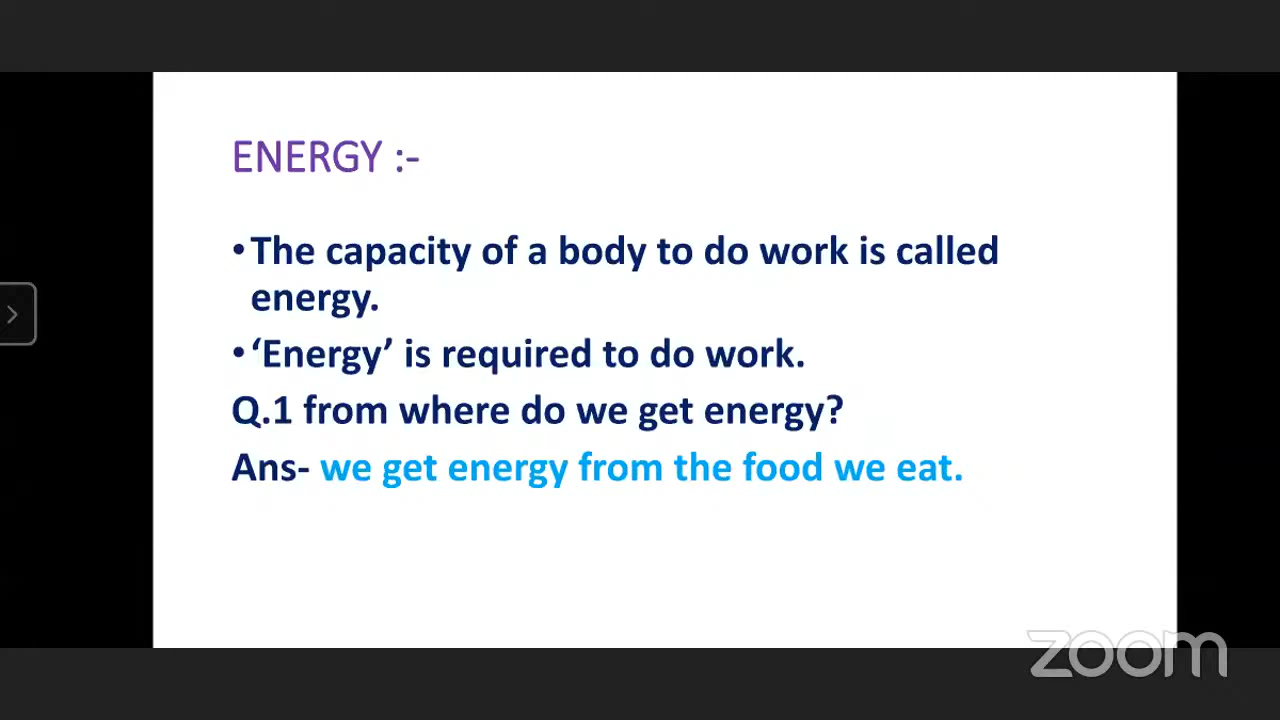 ENERGY :-
•The capacity of a body to do work is called
energy.
•‘Energy’ is required to do work.
Q.1 from where do we get energy?
Ans- we get energy from the food we eat.
zoom